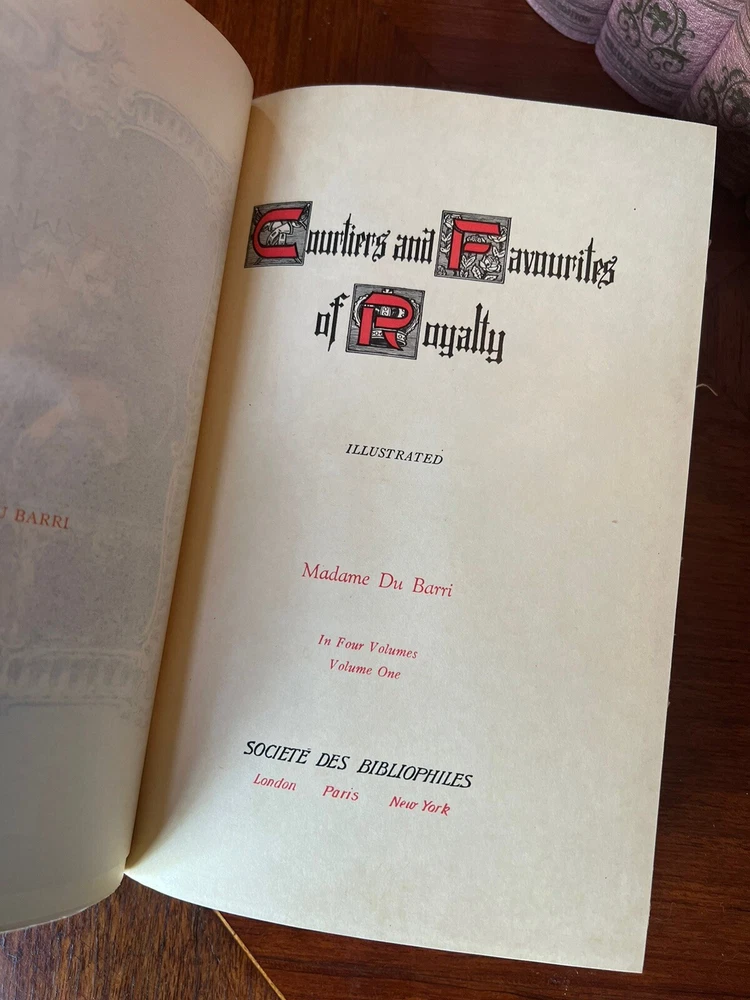 BARRI
Courtiers and Favourites
of Royalty
ILLUSTRATED
Madame Du Barri
In Four Volumes
Volume One
SOCIETÉ DES BIBLIOPHILES
London Paris New York